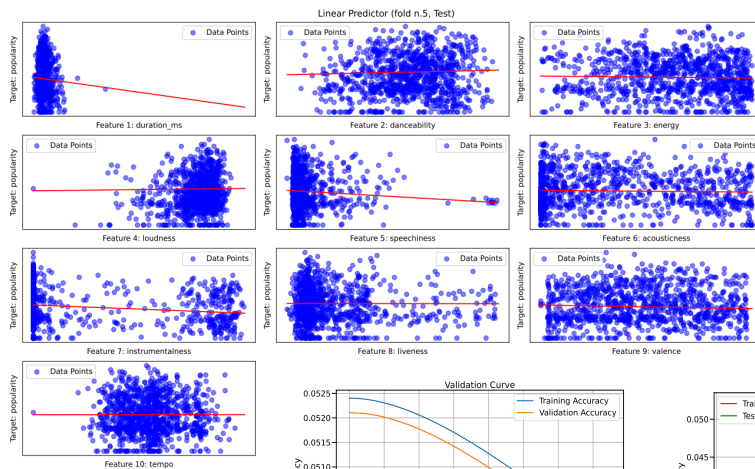 Linear Predictor (fold n.5, Test)
Data Points
Target: popularity
Feature 1: duration_ms
Data Points
Target: popularity
Feature 2: danceability
Data Points
Target: popularity
Feature 3: energy
Data Points
Target: popularity
Feature 4: loudness
Data Points
Target: popularity
Feature 5: speechiness
Data Points
Target: popularity
Feature 6: acousticness
Data Points
Target: popularity
Feature 7: instrumentalness
Data Points
Target: popularity
Feature 8: liveness
Data Points
Target: popularity
Feature 9: valence
Data Points
Target: popularity
Feature 10: tempo
Validation Curve
Training Accuracy
Validation Accuracy
0.0525
0.0520
0.0515
0.0510
cy
Trai
Test
0.050
0.045
cy